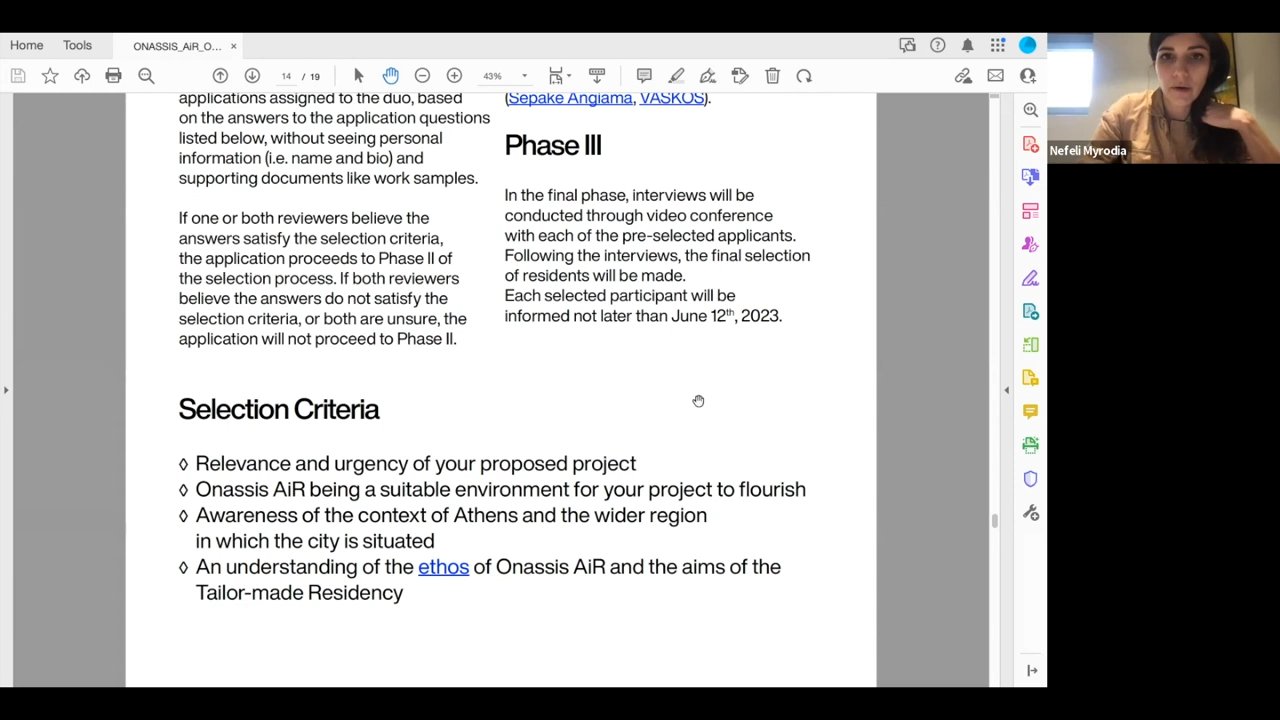 Home
Tools
ONASSIS_AiR_O... ×
14 / 19
43%
applications assigned to the duo, based
on the answers to the application questions
listed below, without seeing personal
information (i.e. name and bio) and
supporting documents like work samples.
If one or both reviewers believe the
answers satisfy the selection criteria,
the application proceeds to Phase II of
the selection process. If both reviewers
believe the answers do not satisfy the
selection criteria, or both are unsure, the
application will not proceed to Phase II.
(Sepake Angiama, VASKOS).
Phase III
In the final phase, interviews will be
conducted through video conference
with each of the pre-selected applicants.
Following the interviews, the final selection
of residents will be made.
Each selected participant will be
informed not later than June 12th, 2023.
Selection Criteria
◊ Relevance and urgency of your proposed project
◊ Onassis AiR being a suitable environment for your project to flourish
◊ Awareness of the context of Athens and the wider region
in which the city is situated
◊ An understanding of the ethos of Onassis AiR and the aims of the
Tailor-made Residency
Nefeli Myrodia